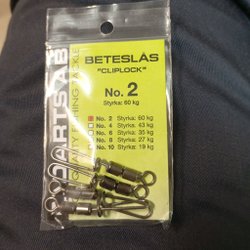 BETESLÅS
"CLIPLOCK"
No. 2
Styrka: 60 kg
No. 2 Styrka: 60 kg
No. 4 Styrka: 43 kg
No. 6 Styrka: 35 kg
No. 8 Styrka: 27 kg
No. 10 Styrka: 19 kg
DARTSAB
QUALITY FISHING TACKLE